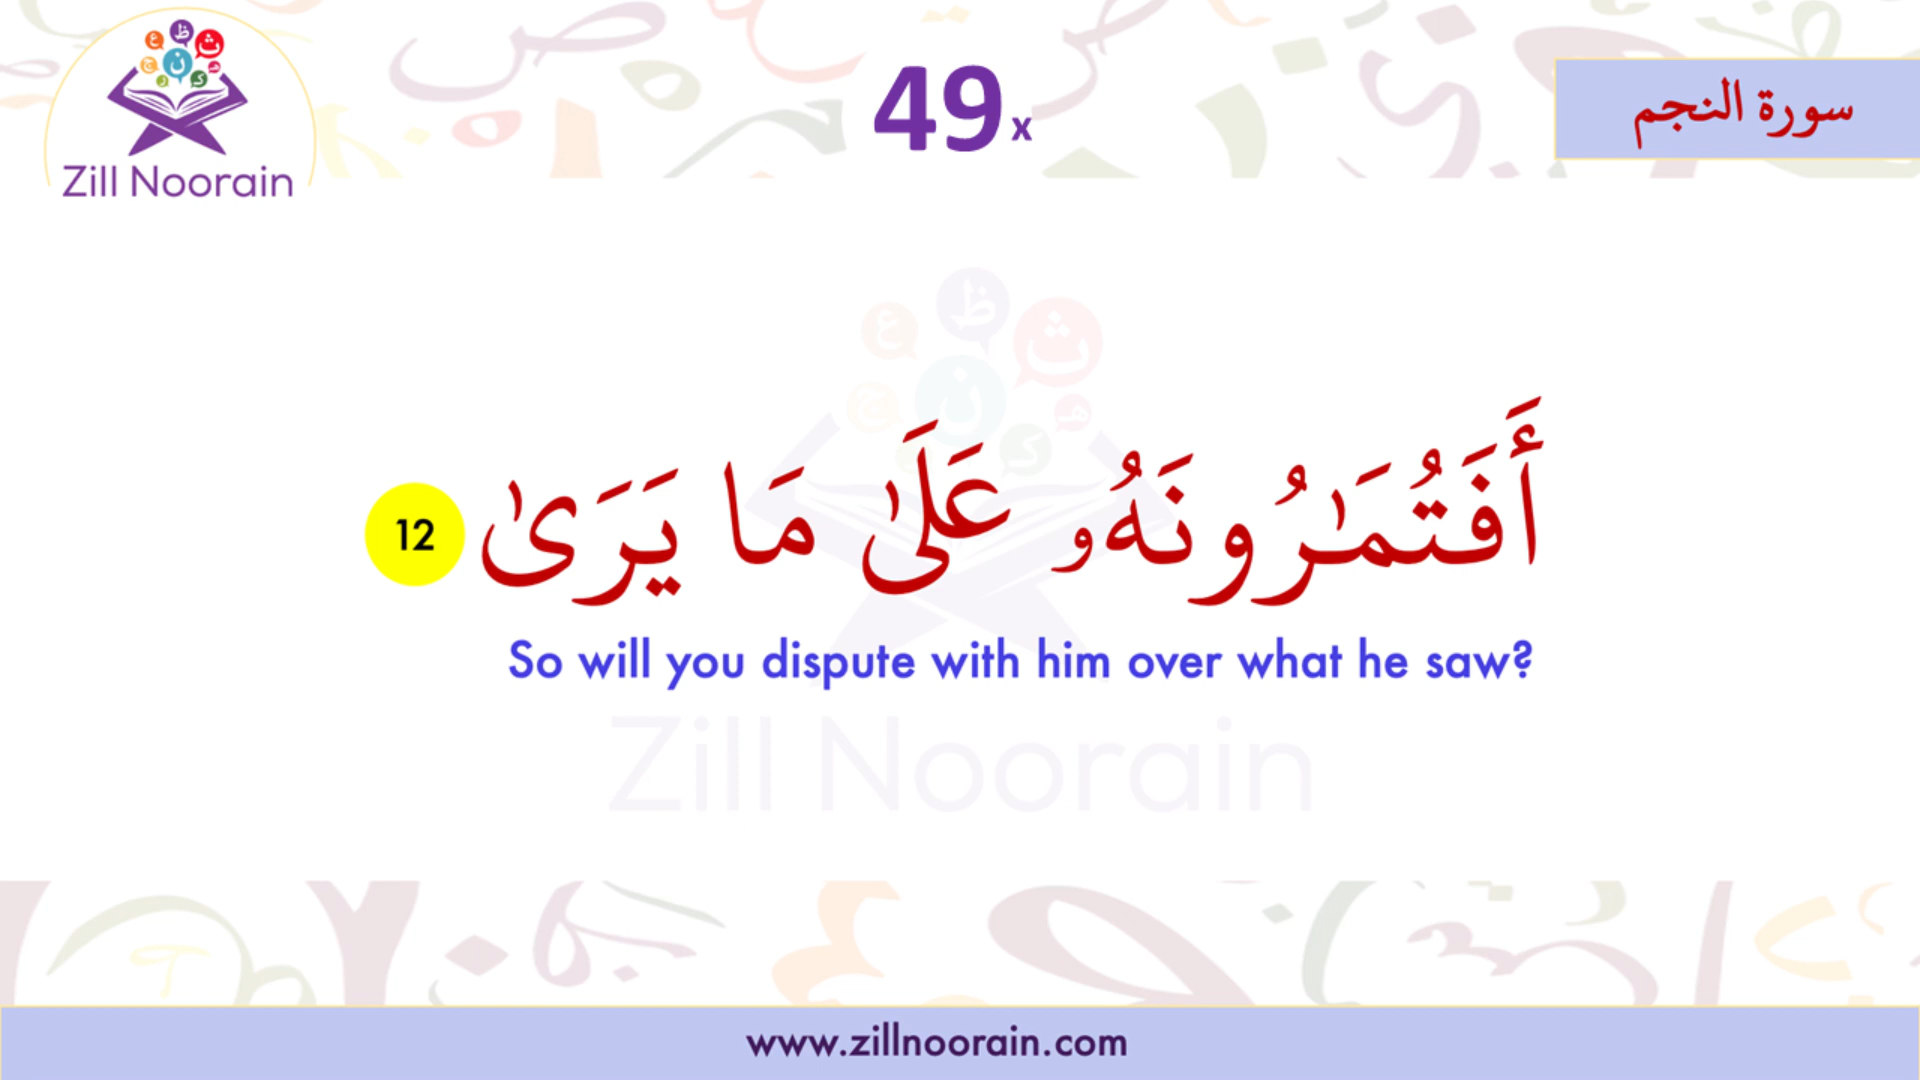 Zill Noorain
49x
سورة النجم
أَفَتُمَٰرُونَهُۥ عَلَىٰ مَا يَرَىٰ 12
So will you dispute with him over what he saw?
Zill Noorain
www.zillnoorain.com